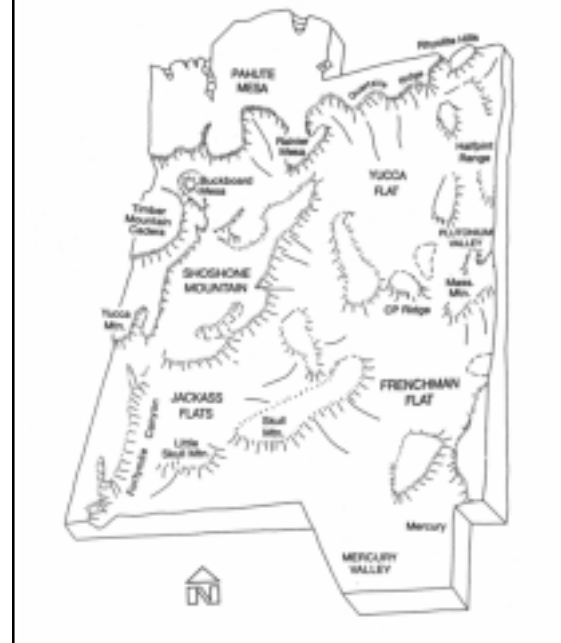 Rhyolite Hills
PAHUTE
MESA
Quartzite Ridge
Rainier
Mesa
Halfpint
Range
YUCCA
FLAT
Buckboard
Mesa
Timber
Mountain
Caldera
PLUTONIUM
VALLEY
SHOSHONE
MOUNTAIN
Mass.
Mtn.
CP Ridge
Yucca
Mtn.
JACKASS
FLATS
FRENCHMAN
FLAT
Skull
Mtn.
Little
Skull Mtn.
Fortymile Canyon
Mercury
MERCURY
VALLEY
N